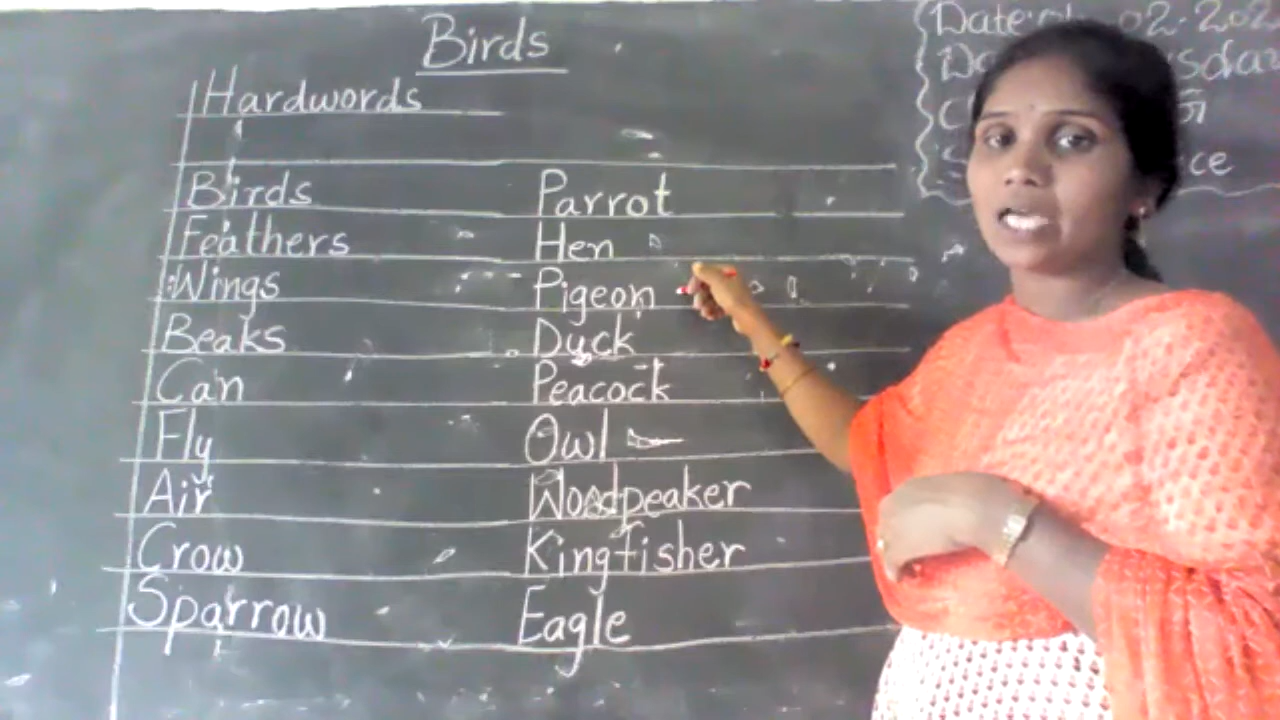 Birds
Hardwords
Birds
Feathers
Wings
Beaks
Can
Fly
Air
Crow
Sparrow
Parrot
Hen
Pigeon
Duck
Peacock
Owl
Woodpeaker
Kingfisher
Eagle